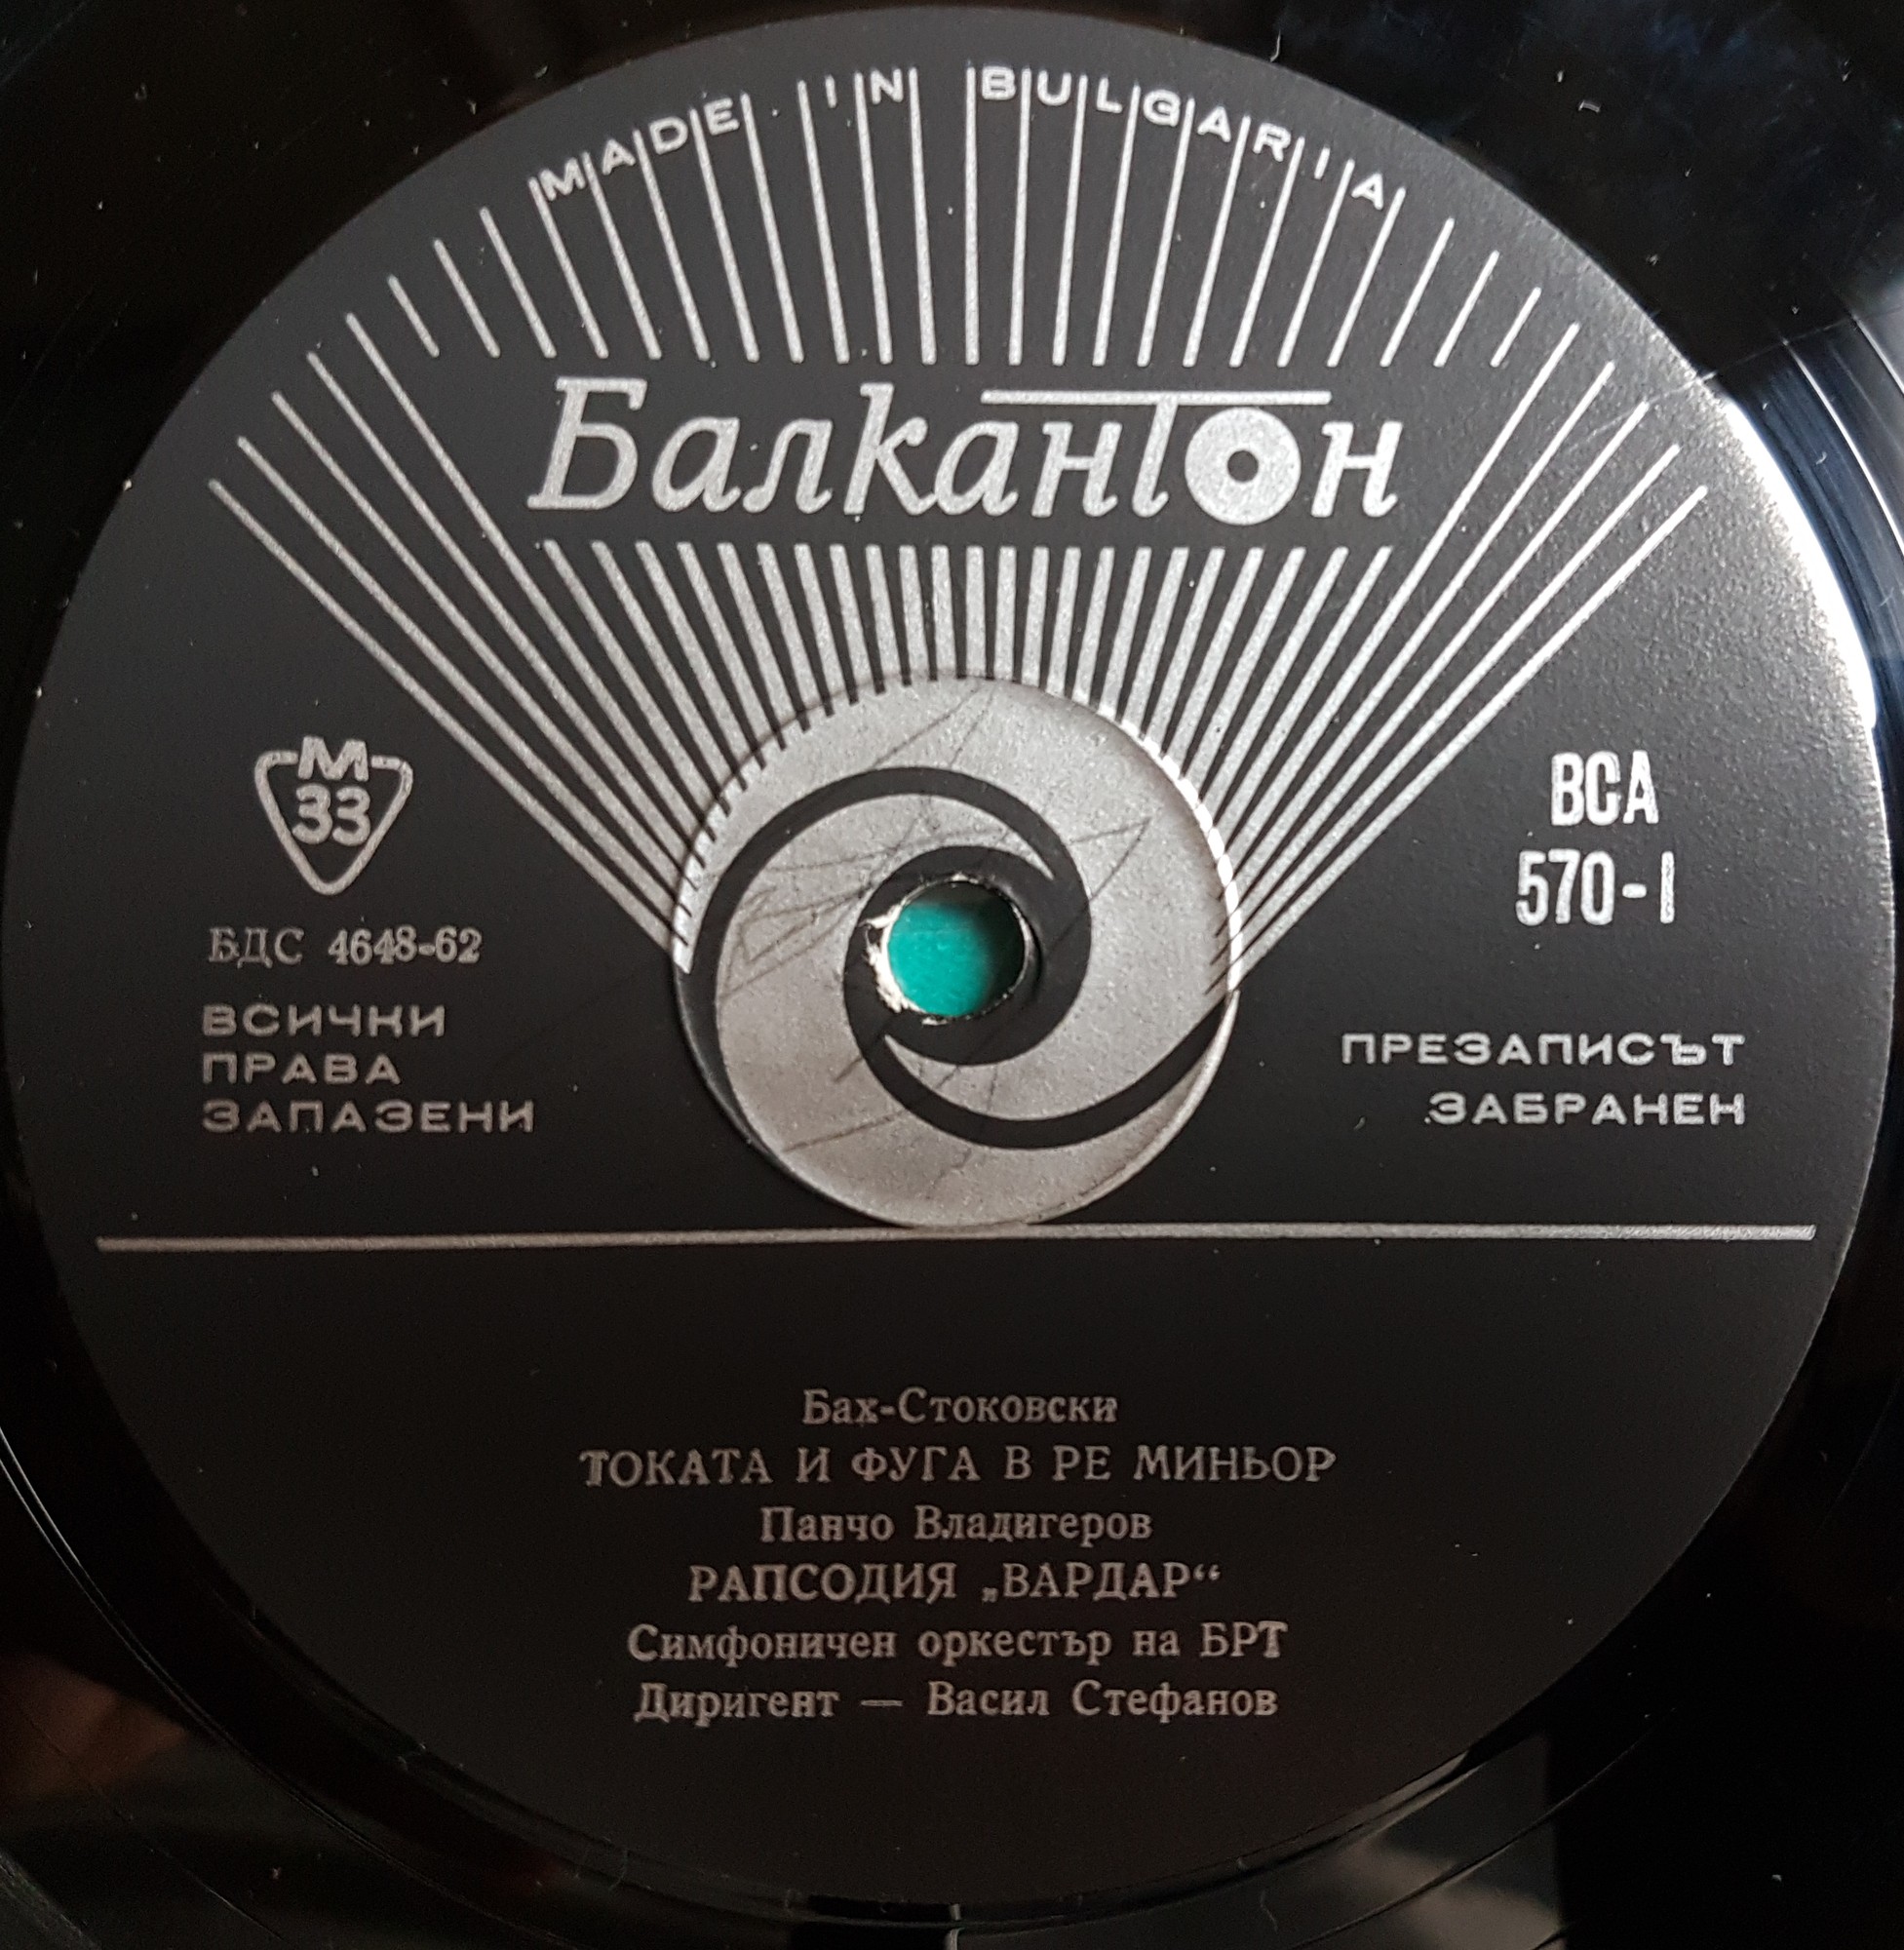 MADE IN BULGARIA
Балкантон
М
33
БДС 4648-62
ВСИЧКИ
ПРАВА
ЗАПАЗЕНИ
ВСА
570-I
ПРЕЗАПИСЪТ
ЗАБРАНЕН
Бах-Стоковски
ТОКАТА И ФУГА В РЕ МИНЬОР
Панчо Владигеров
РАПСОДИЯ „ВАРДАР“
Симфоничен оркестър на БРТ
Диригент — Васил Стефанов